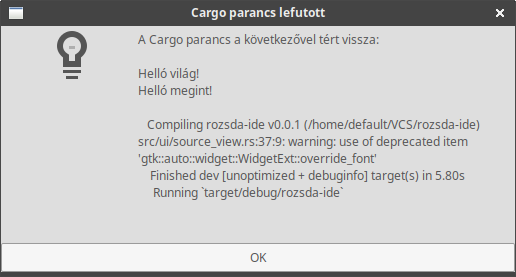 Cargo parancs lefutott
A Cargo parancs a következővel tért vissza:
Helló világ!
Helló megint!
Compiling rozsda-ide v0.0.1 (/home/default/VCS/rozsda-ide)
src/ui/source_view.rs:37:9: warning: use of deprecated item
'gtk::auto::widget::WidgetExt::override_font'
Finished dev [unoptimized + debuginfo] target(s) in 5.80s
Running `target/debug/rozsda-ide`
OK